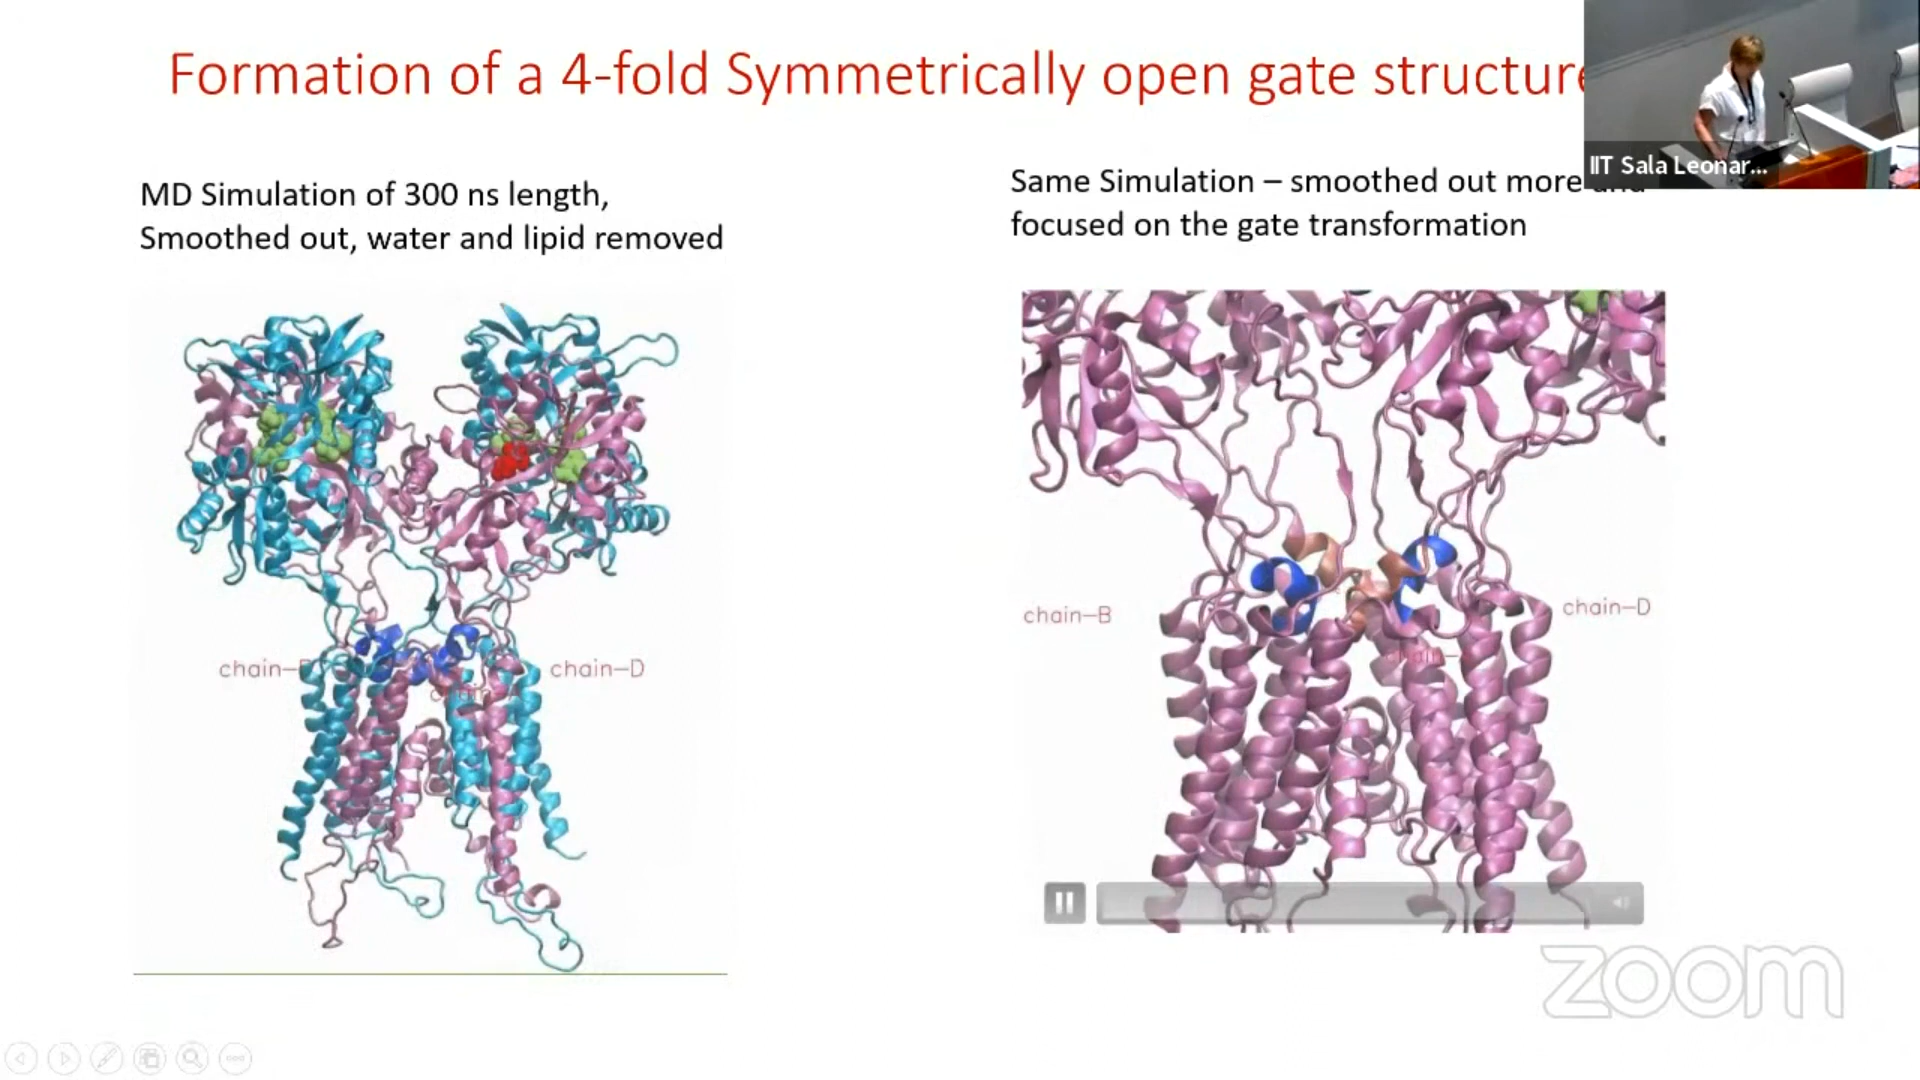 Formation of a 4-fold Symmetrically open gate structure
MD Simulation of 300 ns length,
Smoothed out, water and lipid removed
Same Simulation – smoothed out more and
focused on the gate transformation
IIT Sala Leonar...
chain-
chain-D
chain-B
chain-D
chain-
zoom